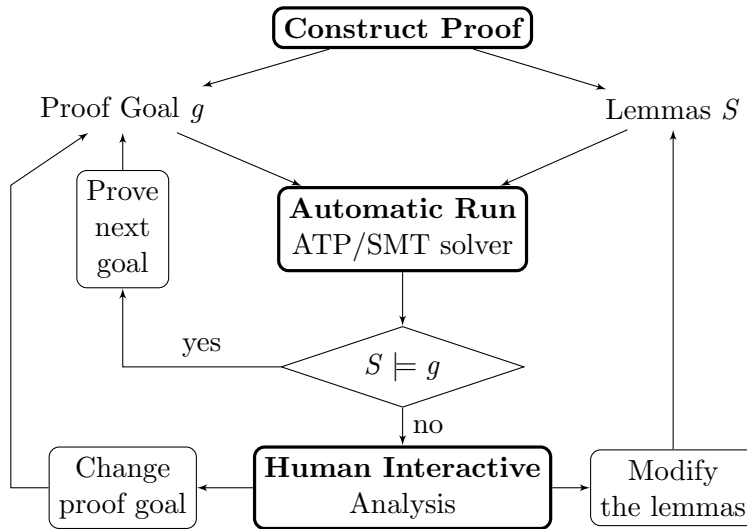 Construct Proof
Proof Goal g
Lemmas S
Prove
next
goal
Automatic Run
ATP/SMT solver
yes
S ⊨ g
no
Change
proof goal
Human Interactive
Analysis
Modify
the lemmas